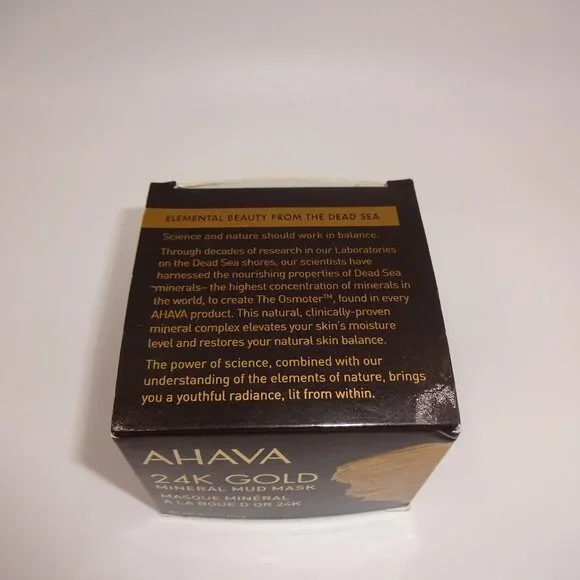 ELEMENTAL BEAUTY FROM THE DEAD SEA
Science and nature should work in balance.
Through decades of research in our Laboratories
on the Dead Sea shores, our scientists have
harnessed the nourishing properties of Dead Sea
minerals– the highest concentration of minerals in
the world, to create The Osmoter™, found in every
AHAVA product. This natural, clinically-proven
mineral complex elevates your skin's moisture
level and restores your natural skin balance.
The power of science, combined with our
understanding of the elements of nature, brings
you a youthful radiance, lit from within.
AHAVA
24K GOLD
MINERAL MUD MASK
MASQUE MINÉRAL
À LA BOUE D'OR 24K